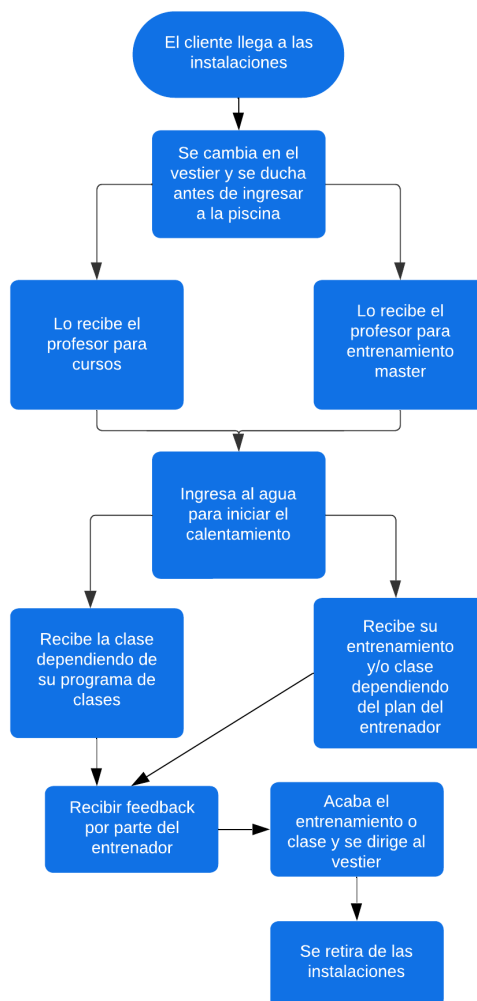 El cliente llega a las
instalaciones
Se cambia en el
vestier y se ducha
antes de ingresar
a la piscina
Lo recibe el
profesor para
cursos
Lo recibe el
profesor para
entrenamiento
master
Ingresa al agua
para iniciar el
calentamiento
Recibe la clase
dependiendo de
su programa de
clases
Recibe su
entrenamiento
y/o clase
dependiendo
del plan del
entrenador
Recibir feedback
por parte del
entrenador
Acaba el
entrenamiento o
clase y se dirige al
vestier
Se retira de las
instalaciones